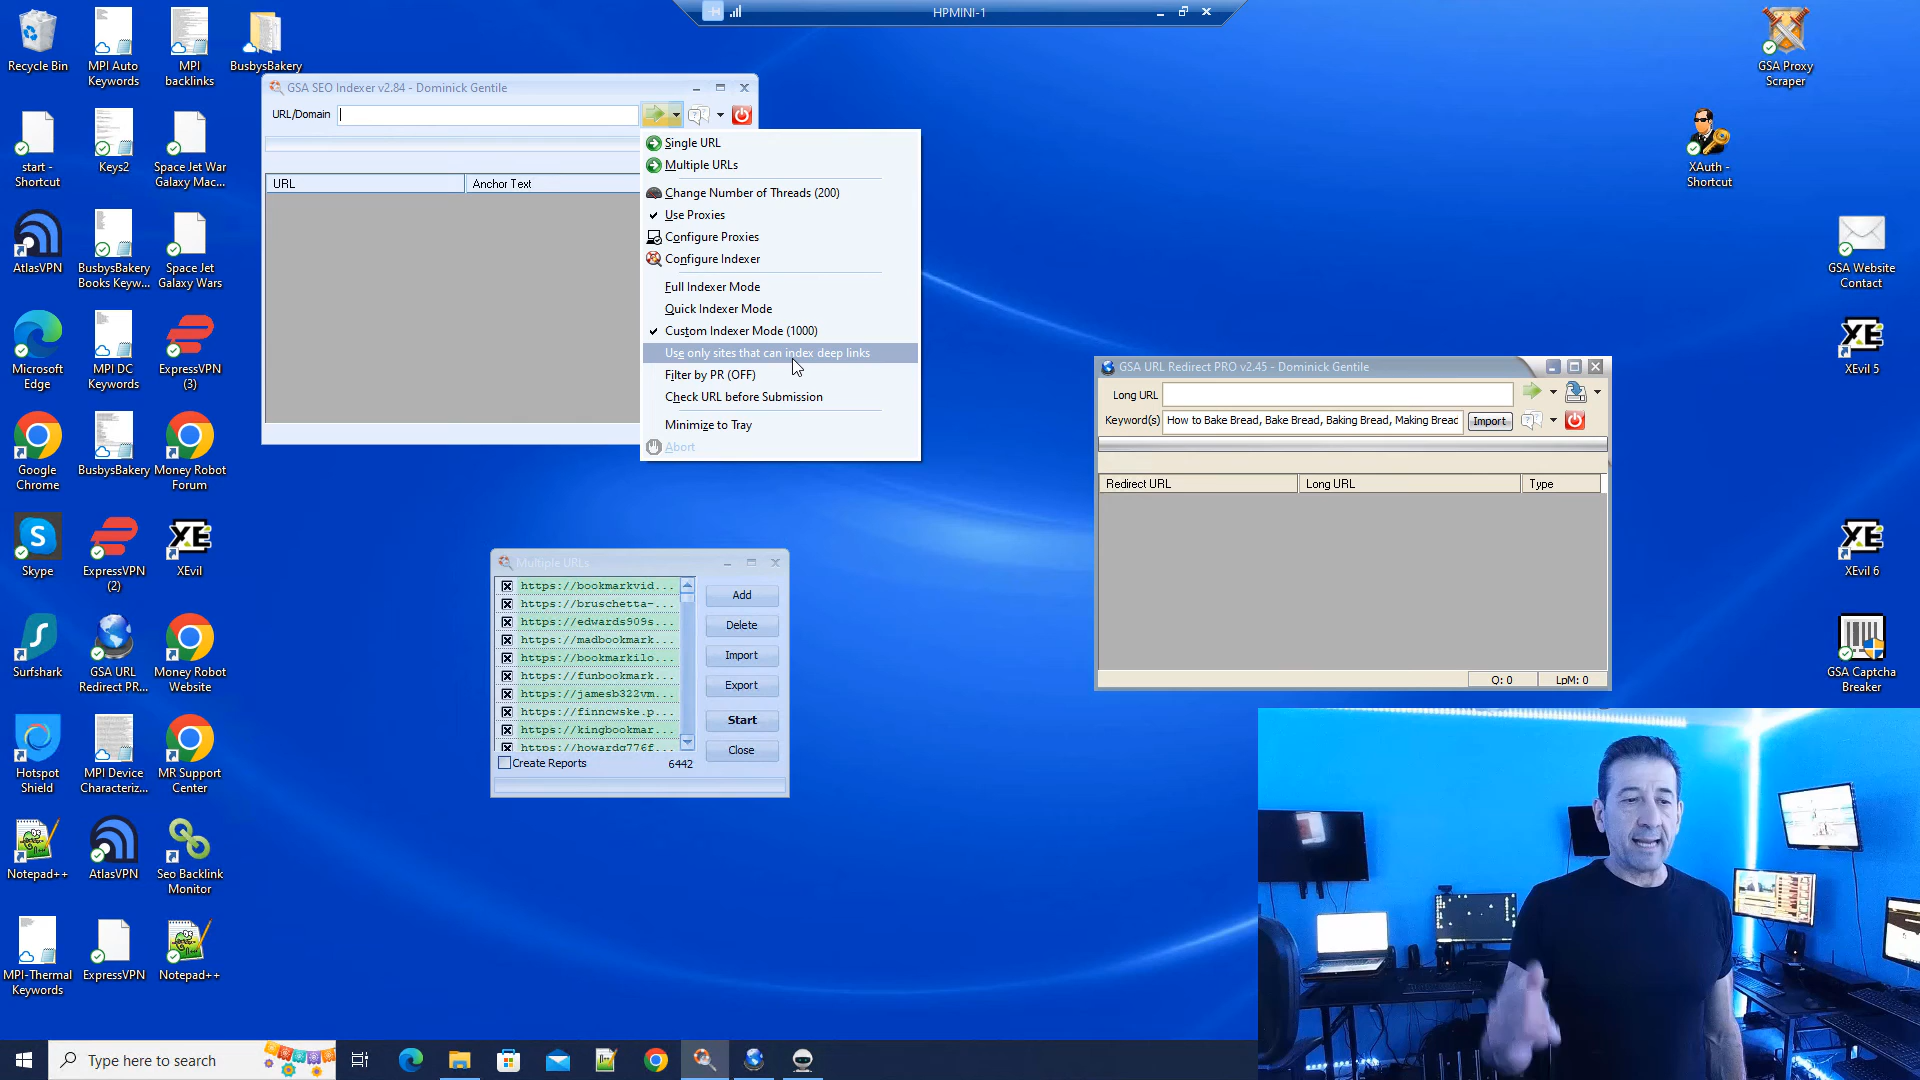 HPMINI-1
Recycle Bin
MPI Auto
Keywords
MPI
backlinks
BusbysBakery
start -
Shortcut
Keys2
Space Jet War
Galaxy Mac...
AtlasVPN
BusbysBakery
Books Keyw...
Space Jet
Galaxy Wars
Microsoft
Edge
MPI DC
Keywords
ExpressVPN
(3)
Google
Chrome
BusbysBakery
Money Robot
Forum
Skype
ExpressVPN
(2)
XEvil
Surfshark
GSA URL
Redirect PR...
Money Robot
Website
Hotspot
Shield
MPI Device
Characteriz...
MR Support
Center
Notepad++
AtlasVPN
Seo Backlink
Monitor
MPI-Thermal
Keywords
ExpressVPN
Notepad++
GSA SEO Indexer v2.84 - Dominick Gentile
URL/Domain
URL
Anchor Text
Single URL
Multiple URLs
Change Number of Threads (200)
Use Proxies
Configure Proxies
Configure Indexer
Full Indexer Mode
Quick Indexer Mode
Custom Indexer Mode (1000)
Use only sites that can index deep links
Filter by PR (OFF)
Check URL before Submission
Minimize to Tray
Abort
Multiple URLs
https://bookmarkvid...
https://bruschetta-...
https://edwards909s...
https://madbookmark...
https://bookmarkilo...
https://funbookmark...
https://jamesb322vm...
https://finncwske.p...
https://kingbookmar...
https://howardg776f...
Add
Delete
Import
Export
Start
Close
Create Reports
6442
GSA URL Redirect PRO v2.45 - Dominick Gentile
Long URL
Keyword(s)
How to Bake Bread, Bake Bread, Baking Bread, Making Breac
Import
Redirect URL
Long URL
Type
Q: 0
LpM: 0
GSA Proxy
Scraper
XAuth -
Shortcut
GSA Website
Contact
XE
XEvil 5
XE
XEvil 6
GSA Captcha
Breaker
Type here to search